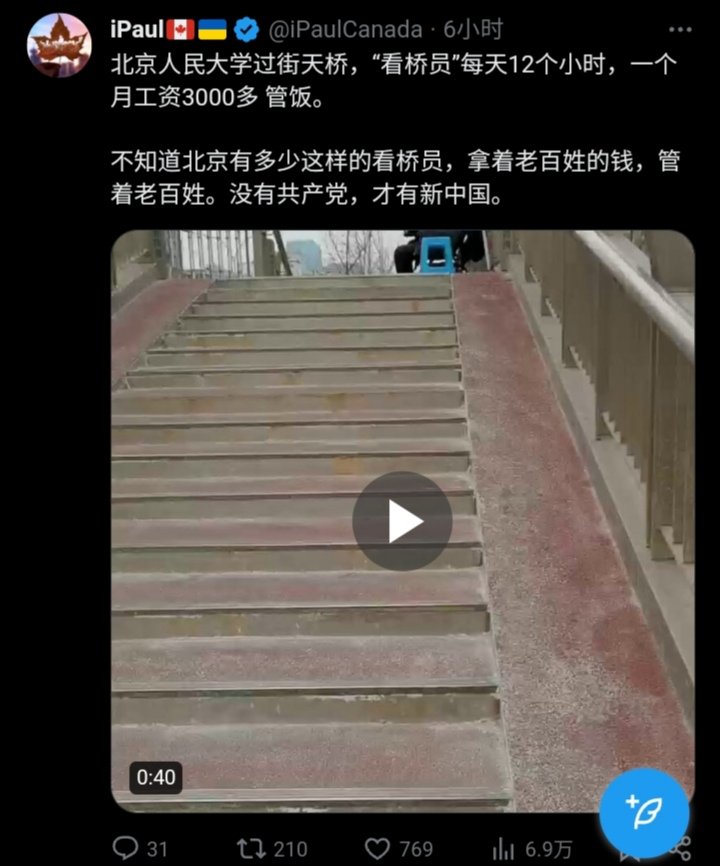 iPaul🇨🇦🇺🇦 @iPaulCanada · 6小时
北京人民大学过街天桥，“看桥员”每天12个小时，一个
月工资3000多 管饭。
不知道北京有多少这样的看桥员，拿着老百姓的钱，管
着老百姓。没有共产党，才有新中国。
0:40
31 210 769 6.9万